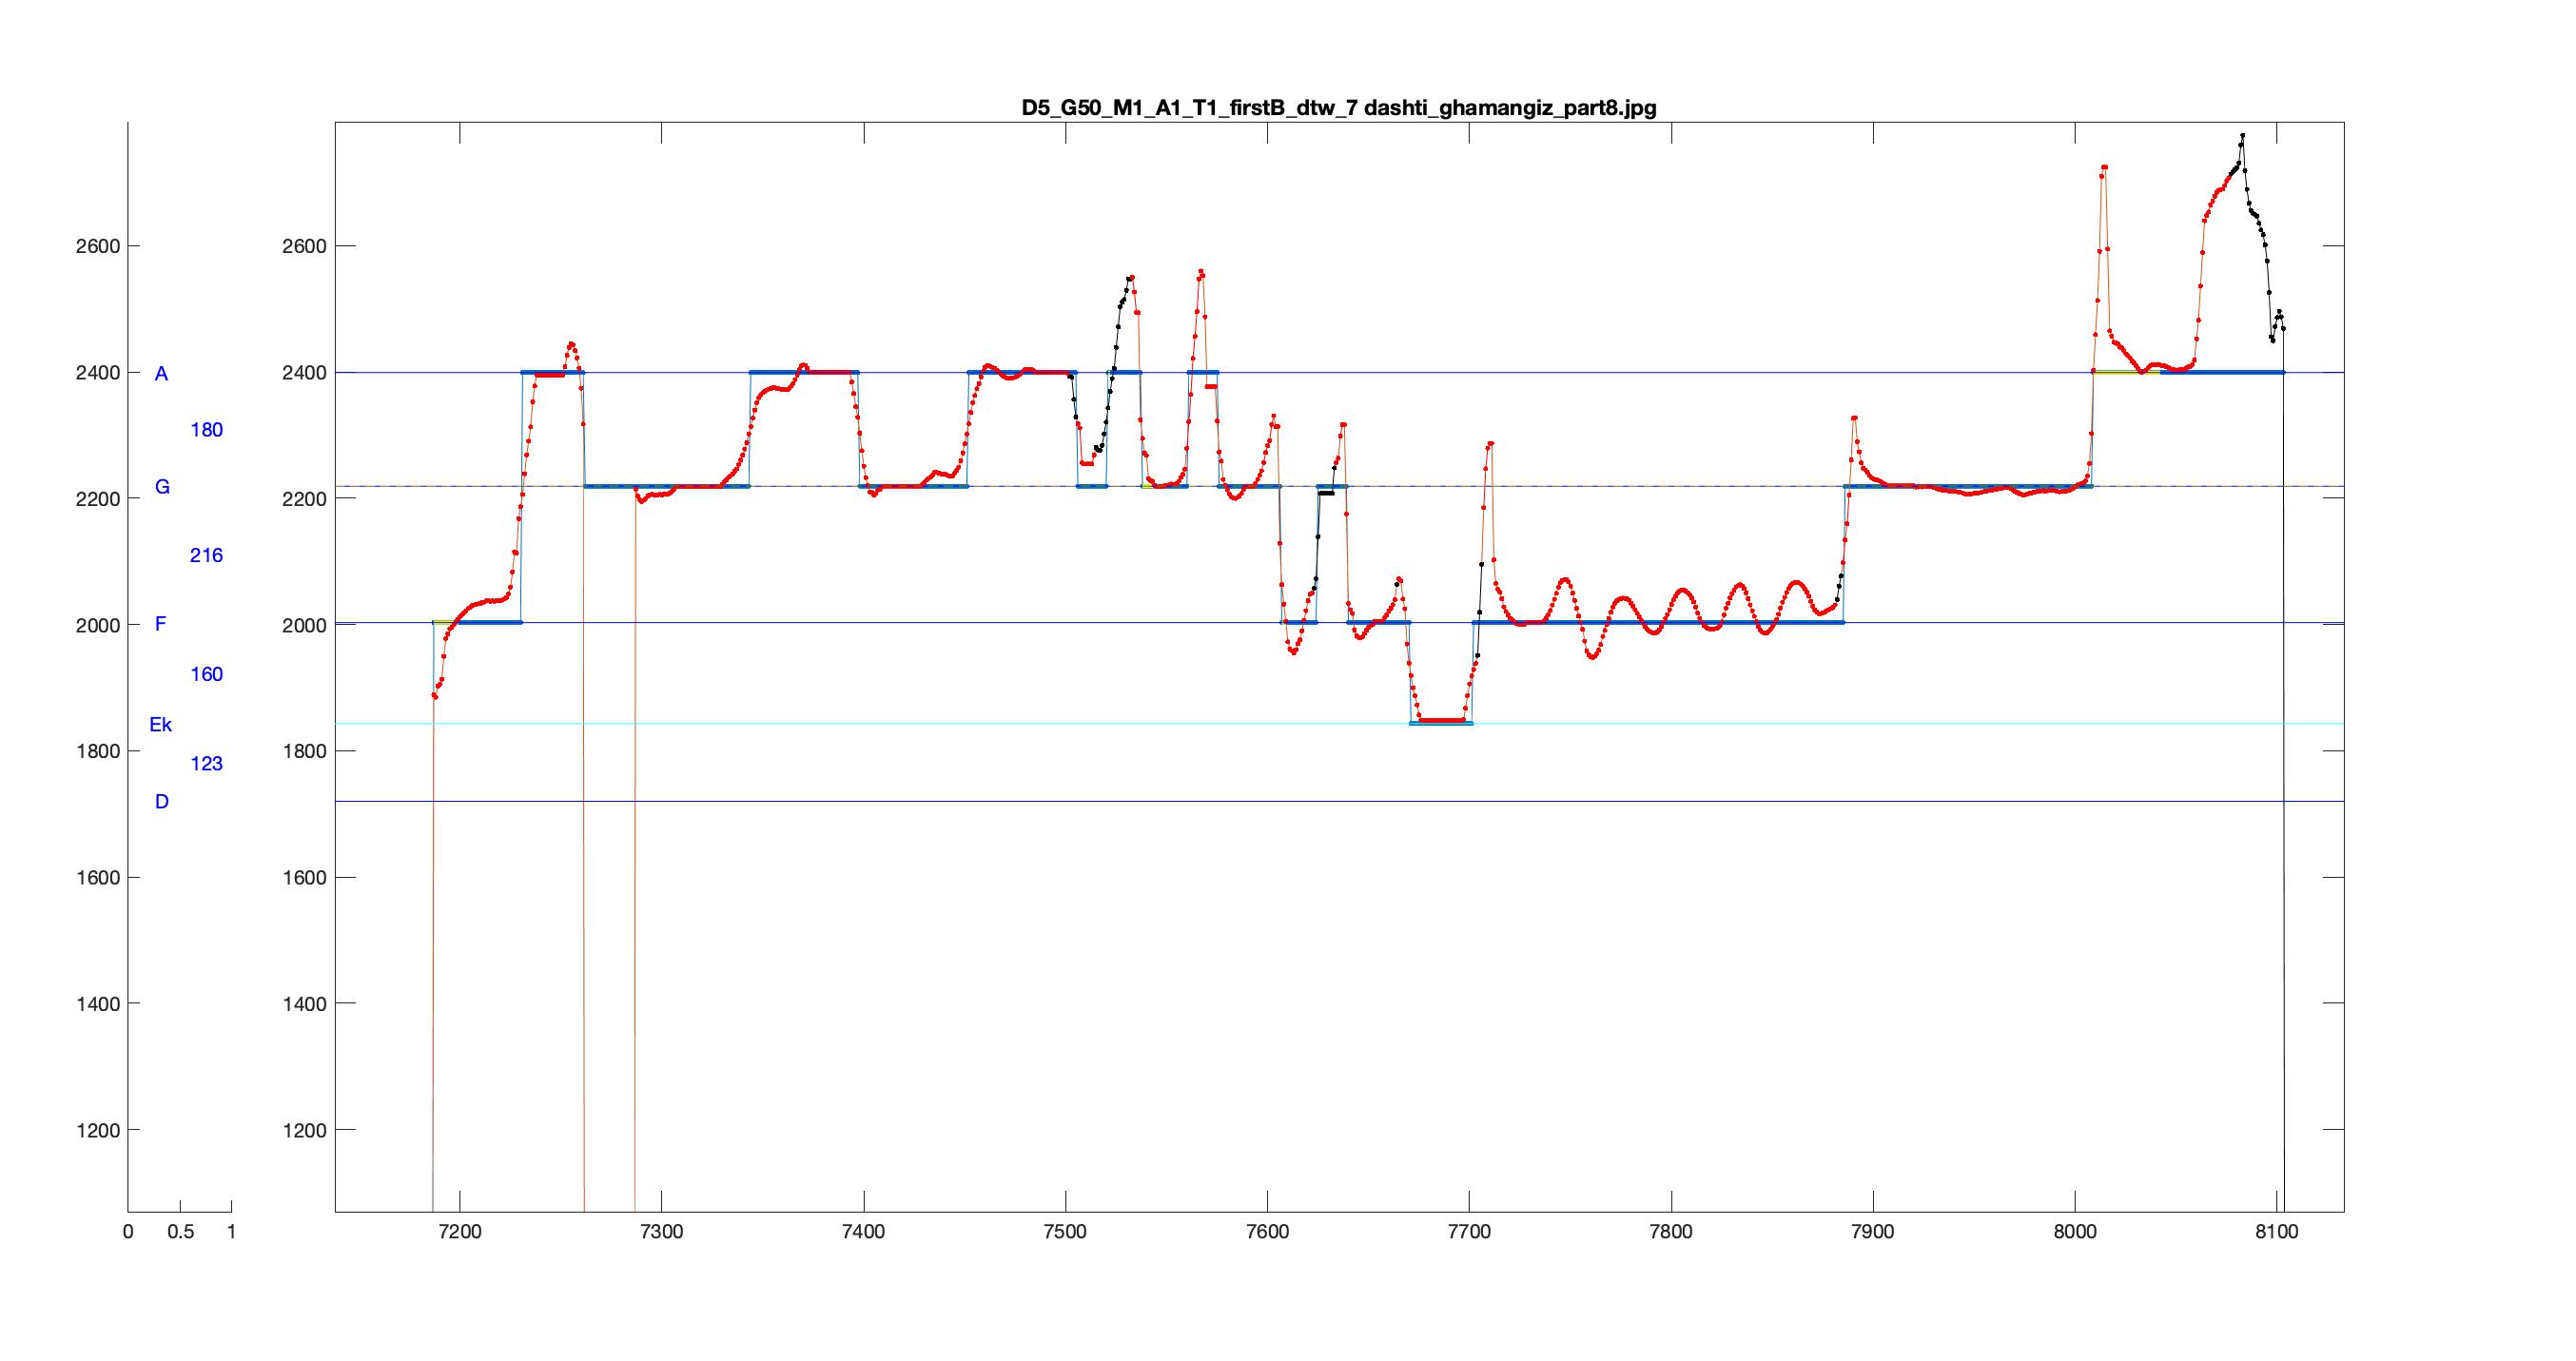 D5_G50_M1_A1_T1_firstB_dtw_7 dashti_ghamangiz_part8.jpg
2600 2600
2400 A 2400
180
2200 G 2200
216
2000 F 2000
160
Ek
1800 1800
123
D
1600 1600
1400 1400
1200 1200
0 0.5 1 7200 7300 7400 7500 7600 7700 7800 7900 8000 8100